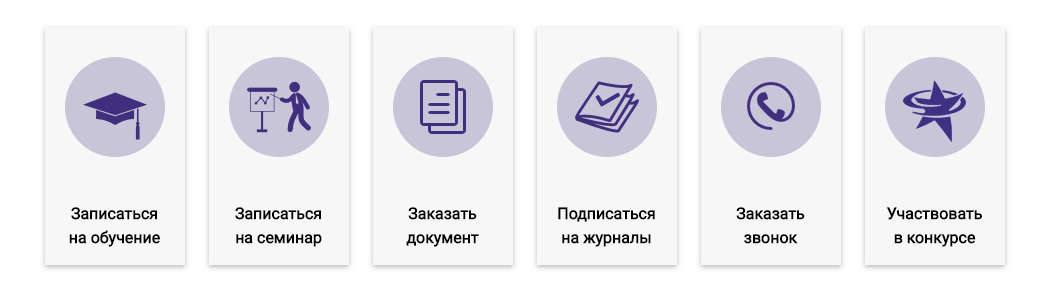 Записаться
на обучение
Записаться
на семинар
Заказать
документ
Подписаться
на журналы
Заказать
звонок
Участвовать
в конкурсе